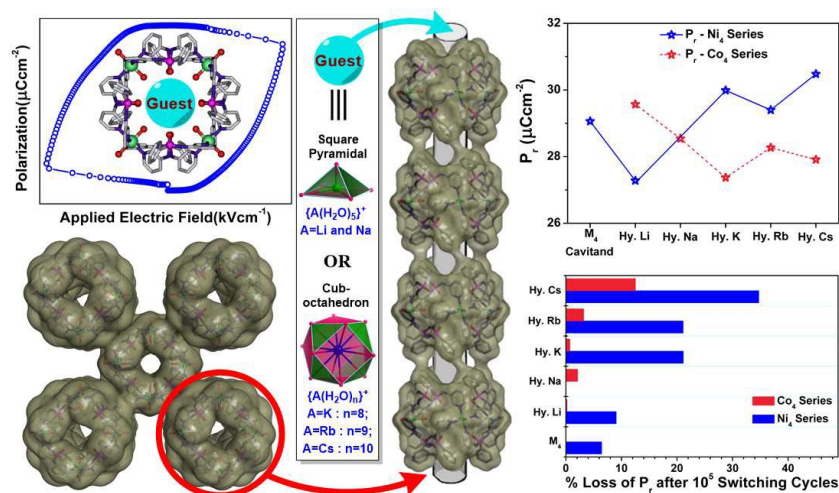 Polarization(μCcm⁻²)
Guest
Applied Electric Field(kVcm⁻¹)
Guest
Square
Pyramidal
{A(H₂O)₅}⁺
A=Li and Na
OR
Cub-
octahedron
{A(H₂O)ₙ}⁺
A=K : n=8;
A=Rb : n=9;
A=Cs : n=10
Pᵣ - Ni₄ Series
Pᵣ - Co₄ Series
Pᵣ (μCcm⁻²)
32
30
28
26
M₄
Cavitand
Hy. Li
Hy. Na
Hy. K
Hy. Rb
Hy. Cs
Hy. Cs
Hy. Rb
Hy. K
Hy. Na
Hy. Li
M₄
Co₄ Series
Ni₄ Series
0
10
20
30
40
% Loss of Pᵣ after 10⁵ Switching Cycles